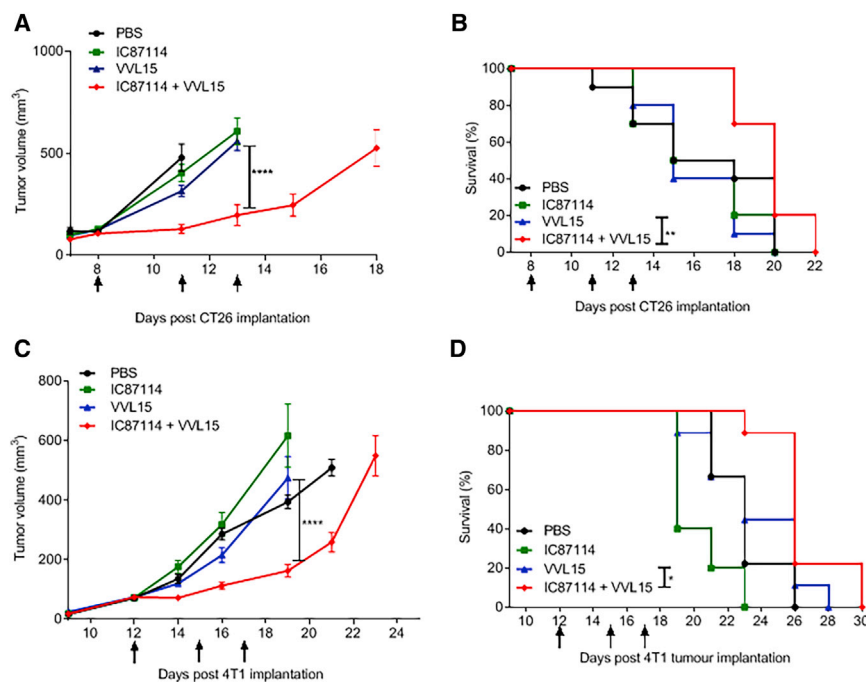 A
PBS
IC87114
VVL15
IC87114 + VVL15
1000
500
0
Tumor volume (mm3)
****
8 10 12 14 16 18
Days post CT26 implantation
B
100
80
60
40
20
0
Survival (%)
PBS
IC87114
VVL15
IC87114 + VVL15
**
8 10 12 14 16 18 20 22
Days post CT26 implantation
C
PBS
IC87114
VVL15
IC87114 + VVL15
800
600
400
200
0
Tumor volume (mm3)
****
10 12 14 16 18 20 22 24
Days post 4T1 implantation
D
100
80
60
40
20
0
Survival (%)
PBS
IC87114
VVL15
IC87114 + VVL15
*
10 12 14 16 18 20 22 24 26 28 30
Days post 4T1 tumour implantation